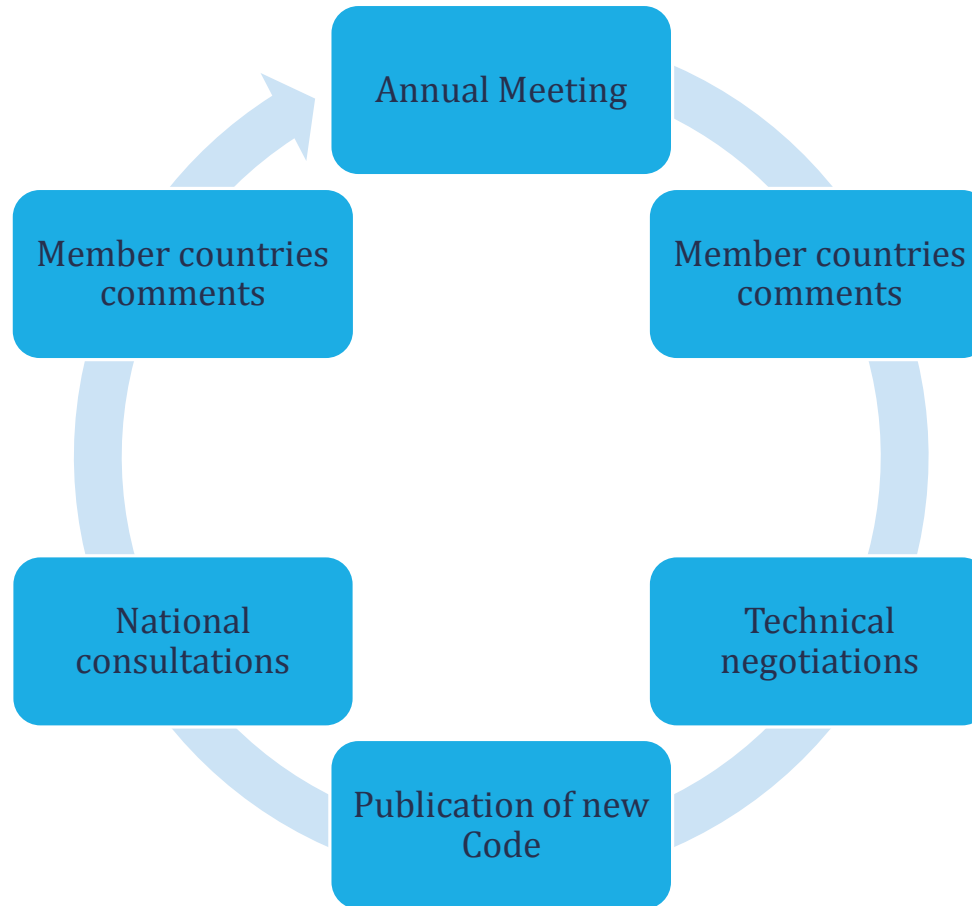 Annual Meeting
Member countries
comments
Technical
negotiations
Publication of new
Code
National
consultations
Member countries
comments